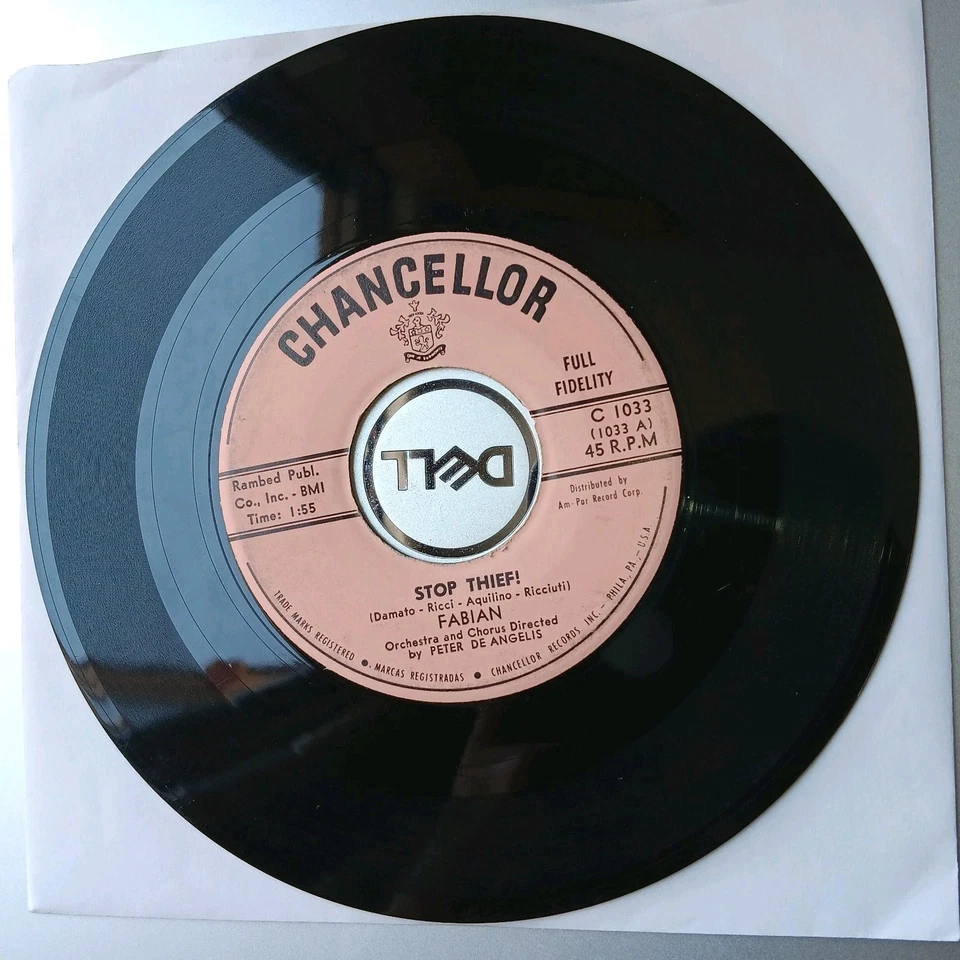 CHANCELLOR
FULL
FIDELITY
C 1033
(1033 A)
45 R.P.M
Rambed Publ.
Co., Inc. - BMI
Time: 1:55
Distributed by
Am-Par Record Corp.
DELL
STOP THIEF!
(Damato - Ricci - Aquilino - Ricciuti)
FABIAN
Orchestra and Chorus Directed
by PETER DE ANGELIS
TRADE MARKS REGISTERED ● MARCAS REGISTRADAS ● CHANCELLOR RECORDS INC. - PHILA, PA., - U.S.A.